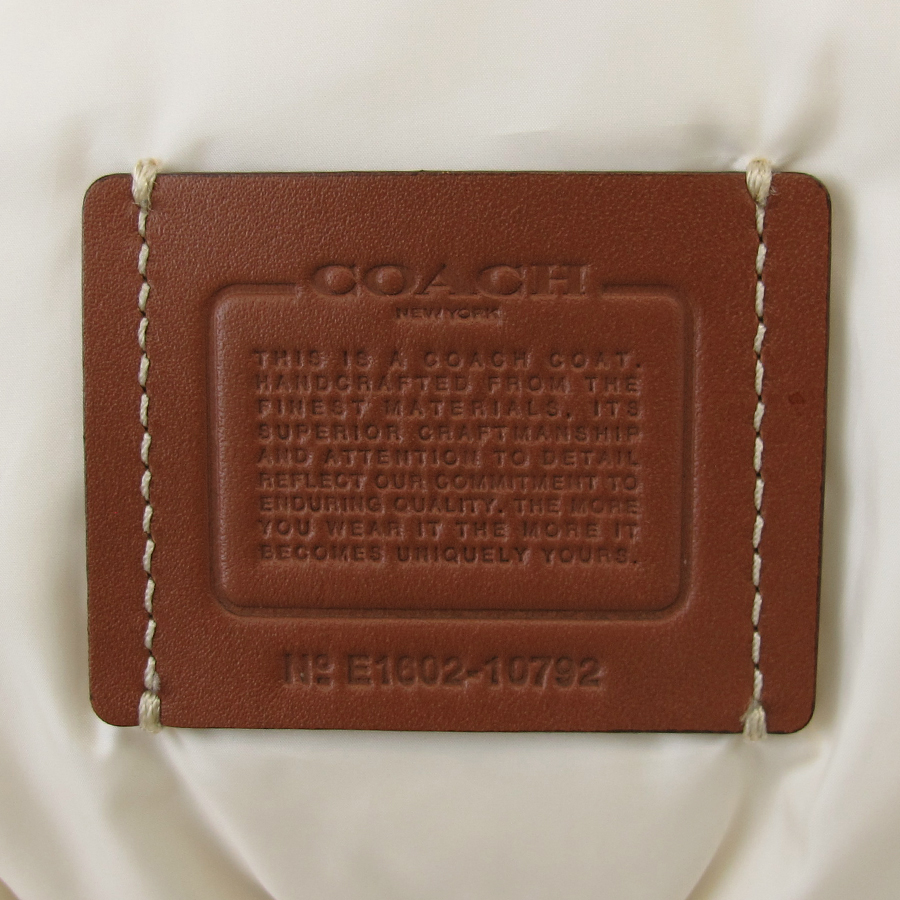 COACH
NEW YORK
THIS IS A COACH COAT.
HANDCRAFTED FROM THE
FINEST MATERIALS, ITS
SUPERIOR CRAFTMANSHIP
AND ATTENTION TO DETAIL
REFLECT OUR COMMITMENT TO
ENDURING QUALITY. THE MORE
YOU WEAR IT THE MORE IT
BECOMES UNIQUELY YOURS.
Nº E1602-10792